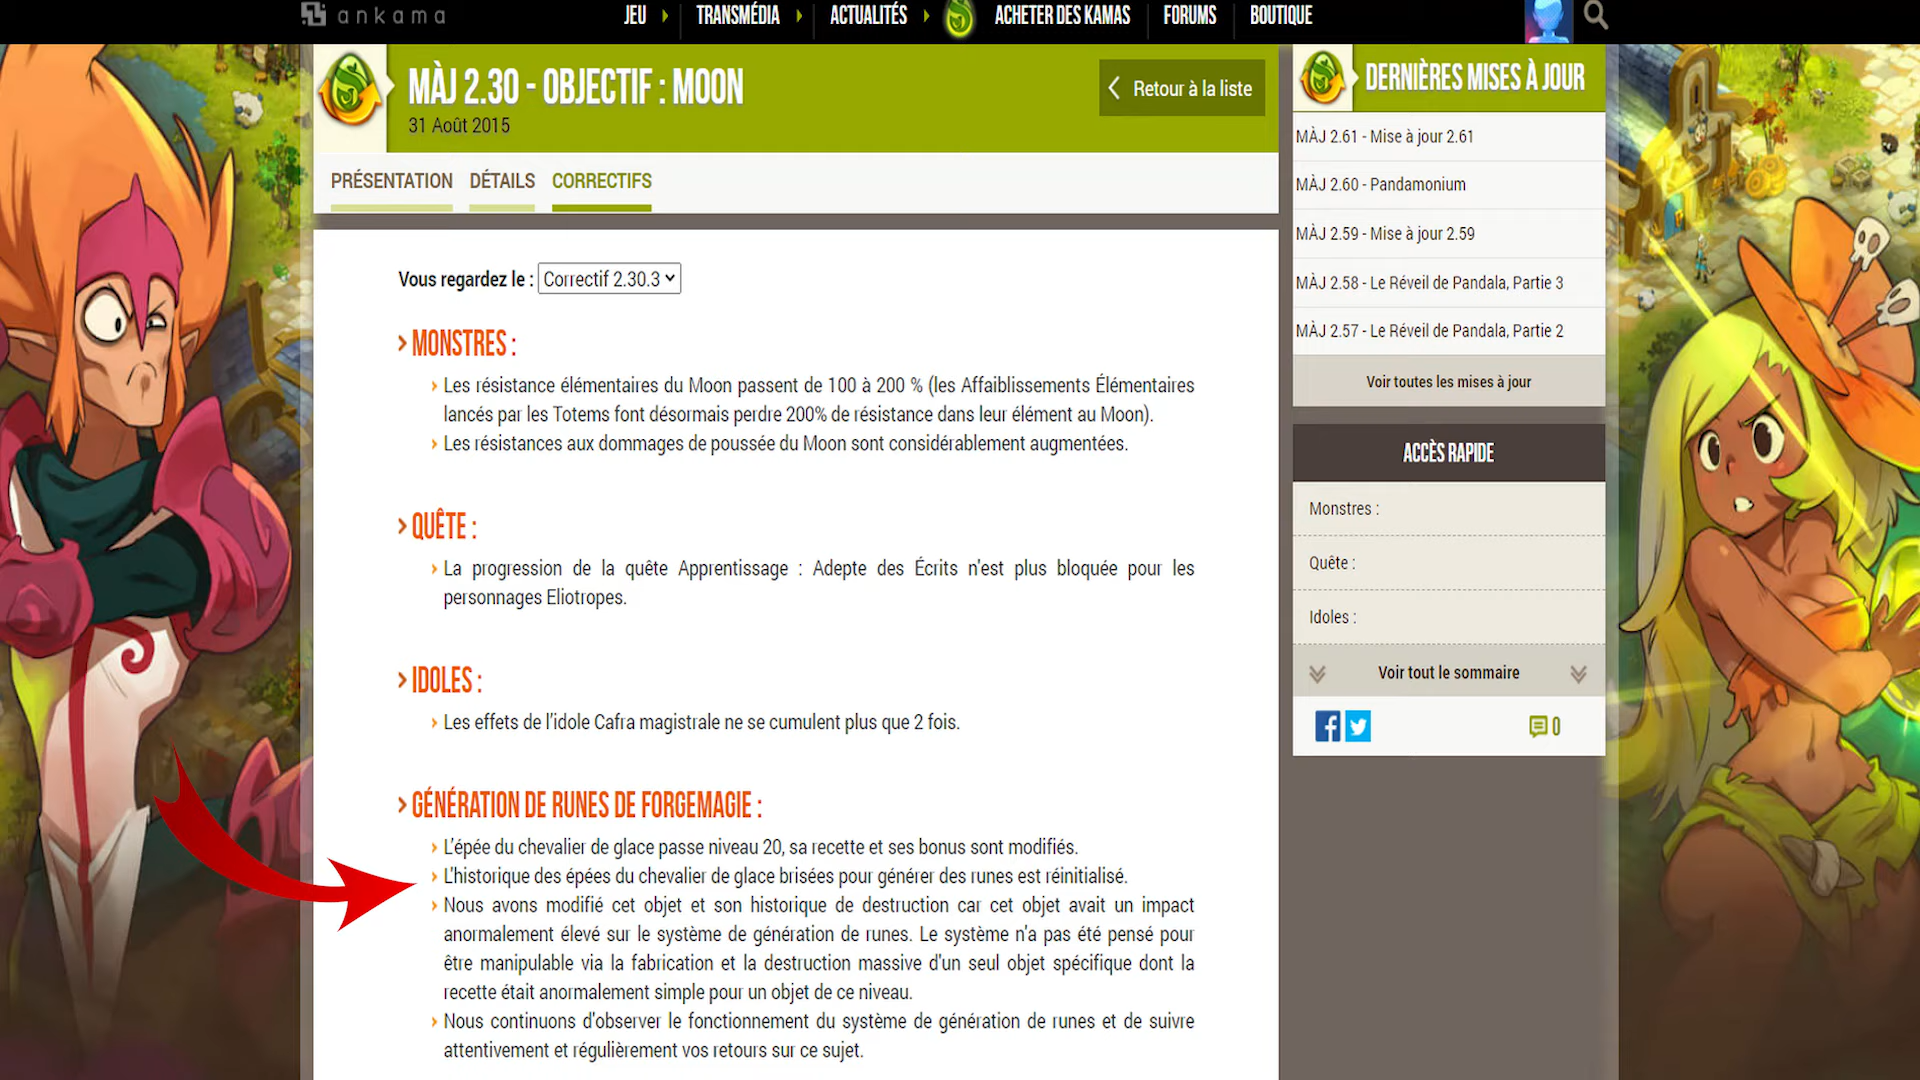 ankama
JEU
TRANSMÉDIA
ACTUALITÉS
ACHETER DES KAMAS
FORUMS
BOUTIQUE
MÀJ 2.30 - OBJECTIF : MOON
31 Août 2015
Retour à la liste
PRÉSENTATION
DÉTAILS
CORRECTIFS
Vous regardez le : Correctif 2.30.3
MONSTRES :
Les résistance élémentaires du Moon passent de 100 à 200 % (les Affaiblissements Élémentaires
lancés par les Totems font désormais perdre 200% de résistance dans leur élément au Moon).
Les résistances aux dommages de poussée du Moon sont considérablement augmentées.
QUÊTE :
La progression de la quête Apprentissage : Adepte des Écrits n'est plus bloquée pour les
personnages Eliotropes.
IDOLES :
Les effets de l'idole Cafra magistrale ne se cumulent plus que 2 fois.
GÉNÉRATION DE RUNES DE FORGEMAGIE :
L'épée du chevalier de glace passe niveau 20, sa recette et ses bonus sont modifiés.
L'historique des épées du chevalier de glace brisées pour générer des runes est réinitialisé.
Nous avons modifié cet objet et son historique de destruction car cet objet avait un impact
anormalement élevé sur le système de génération de runes. Le système n'a pas été pensé pour
être manipulable via la fabrication et la destruction massive d'un seul objet spécifique dont la
recette était anormalement simple pour un objet de ce niveau.
Nous continuons d'observer le fonctionnement du système de génération de runes et de suivre
attentivement et régulièrement vos retours sur ce sujet.
DERNIÈRES MISES À JOUR
MÀJ 2.61 - Mise à jour 2.61
MÀJ 2.60 - Pandamonium
MÀJ 2.59 - Mise à jour 2.59
MÀJ 2.58 - Le Réveil de Pandala, Partie 3
MÀJ 2.57 - Le Réveil de Pandala, Partie 2
Voir toutes les mises à jour
ACCÈS RAPIDE
Monstres :
Quête :
Idoles :
Voir tout le sommaire
0